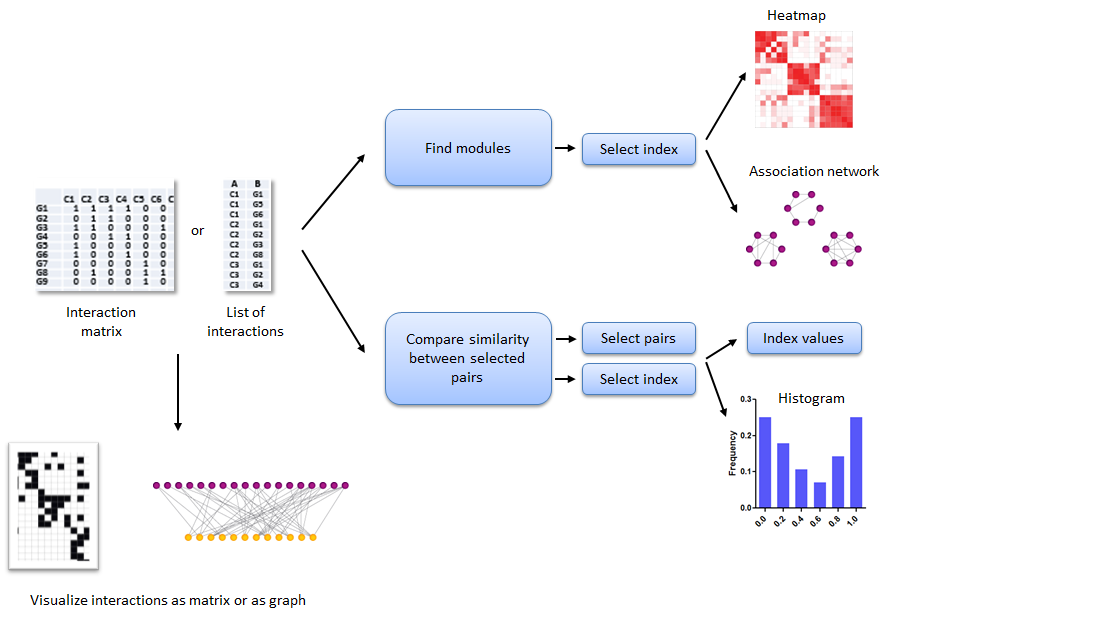 Heatmap
Find modules
Select index
Association network
C1 C2 C3 C4 C5 C6 C
G1 1 1 1 1 0 0
G2 0 1 1 0 0 0
G3 1 1 0 0 0 1
G4 0 0 1 1 0 0
G5 1 0 0 0 0 0
G6 1 0 0 1 0 0
G7 0 0 0 0 1 0
G8 0 1 0 0 1 1
G9 0 0 0 0 1 0
or
A B
C1 G1
C1 G5
C1 G6
C2 G1
C2 G2
C2 G3
C2 G8
C3 G1
C3 G2
C3 G4
Interaction
matrix
List of
interactions
Compare similarity
between selected
pairs
Select pairs
Select index
Index values
Histogram
Frequency
0.3
0.2
0.1
0.0
0.0 0.2 0.4 0.6 0.8 1.0
Visualize interactions as matrix or as graph